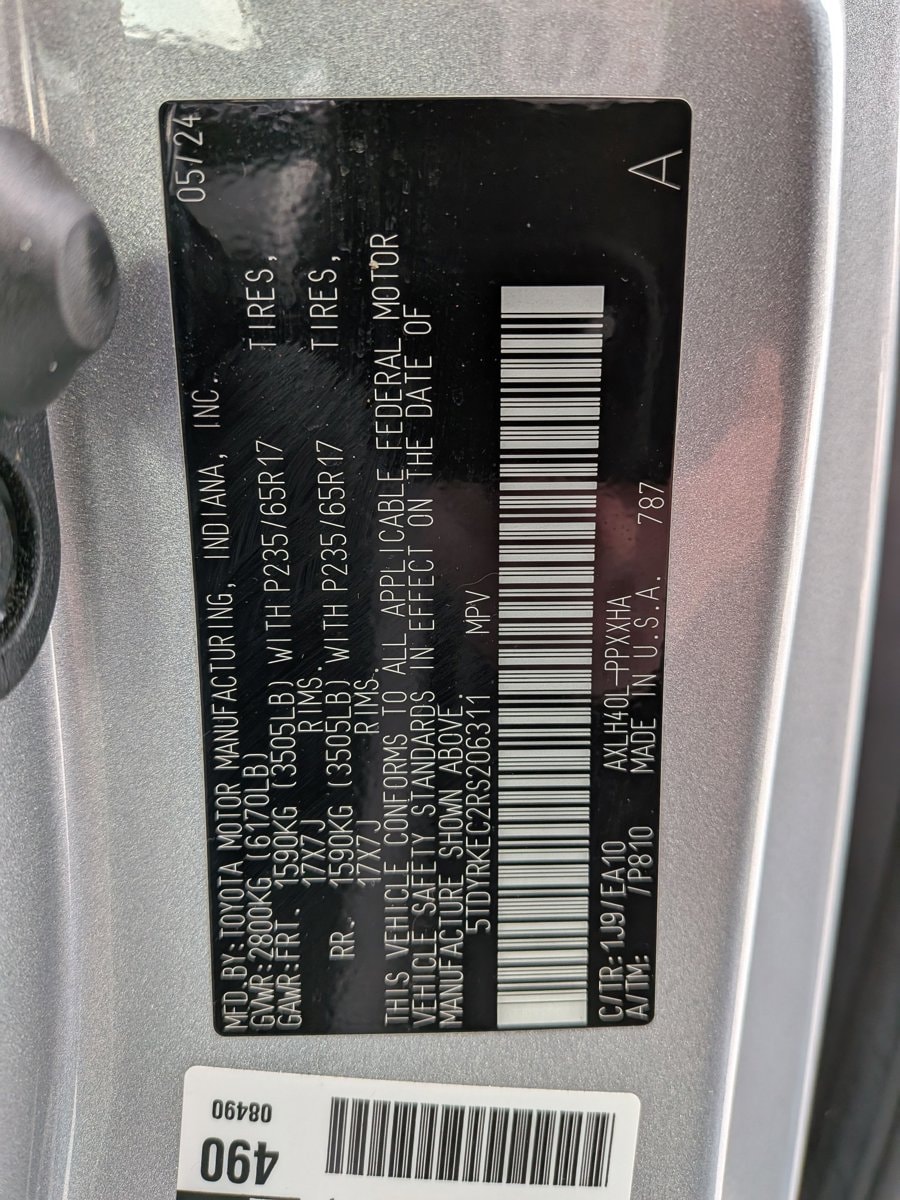 05/24
MFD.BY:TOYOTA MOTOR MANUFACTURING, INDIANA, INC.
GVWR:2800KG (6170LB)
GAWR:FRT. 1590KG (3505LB) WITH P235/65R17 TIRES,
17X7J RIMS.
RR. 1590KG (3505LB) WITH P235/65R17 TIRES,
17X7J RIMS.
THIS VEHICLE CONFORMS TO ALL APPLICABLE FEDERAL MOTOR
VEHICLE SAFETY STANDARDS IN EFFECT ON THE DATE OF
MANUFACTURE SHOWN ABOVE.
5TDYRKEC2RS206311 MPV
C/TR:1J9/EA10 AXLH40L-PPXXHA
A/TM: /P810 MADE IN U.S.A. 787 A
08490
490